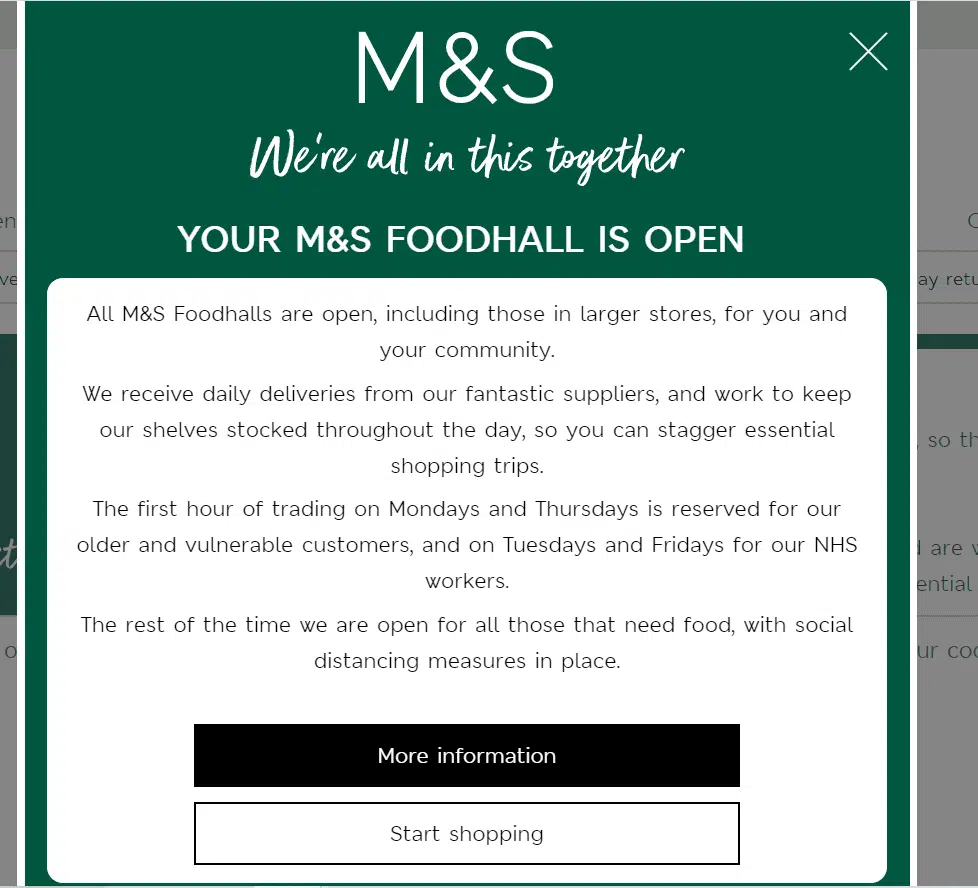 M&S
We're all in this together
YOUR M&S FOODHALL IS OPEN
All M&S Foodhalls are open, including those in larger stores, for you and
your community.
We receive daily deliveries from our fantastic suppliers, and work to keep
our shelves stocked throughout the day, so you can stagger essential
shopping trips.
The first hour of trading on Mondays and Thursdays is reserved for our
older and vulnerable customers, and on Tuesdays and Fridays for our NHS
workers.
The rest of the time we are open for all those that need food, with social
distancing measures in place.
More information
Start shopping